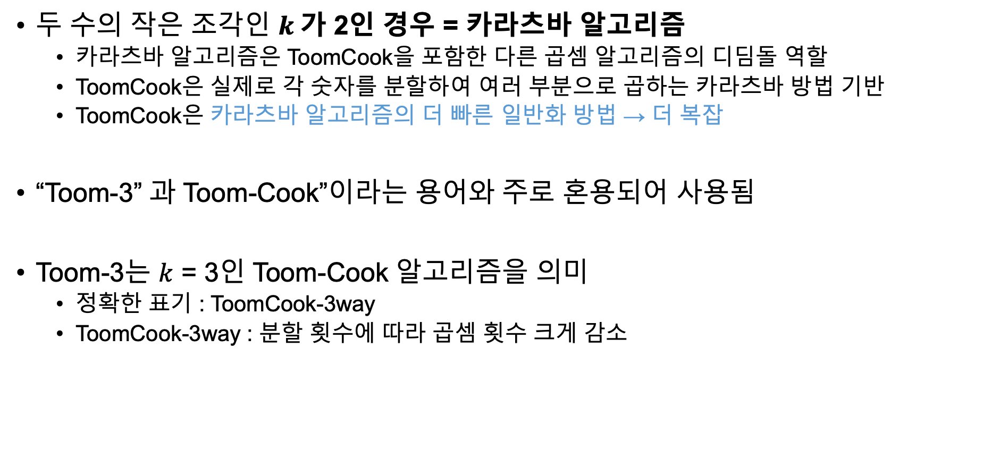 • 두 수의 작은 조각인 k 가 2인 경우 = 카라츠바 알고리즘
• 카라츠바 알고리즘은 ToomCook을 포함한 다른 곱셈 알고리즘의 디딤돌 역할
• ToomCook은 실제로 각 숫자를 분할하여 여러 부분으로 곱하는 카라츠바 방법 기반
• ToomCook은 카라츠바 알고리즘의 더 빠른 일반화 방법 → 더 복잡
• “Toom-3” 과 Toom-Cook”이라는 용어와 주로 혼용되어 사용됨
• Toom-3는 k = 3인 Toom-Cook 알고리즘을 의미
• 정확한 표기 : ToomCook-3way
• ToomCook-3way : 분할 횟수에 따라 곱셈 횟수 크게 감소